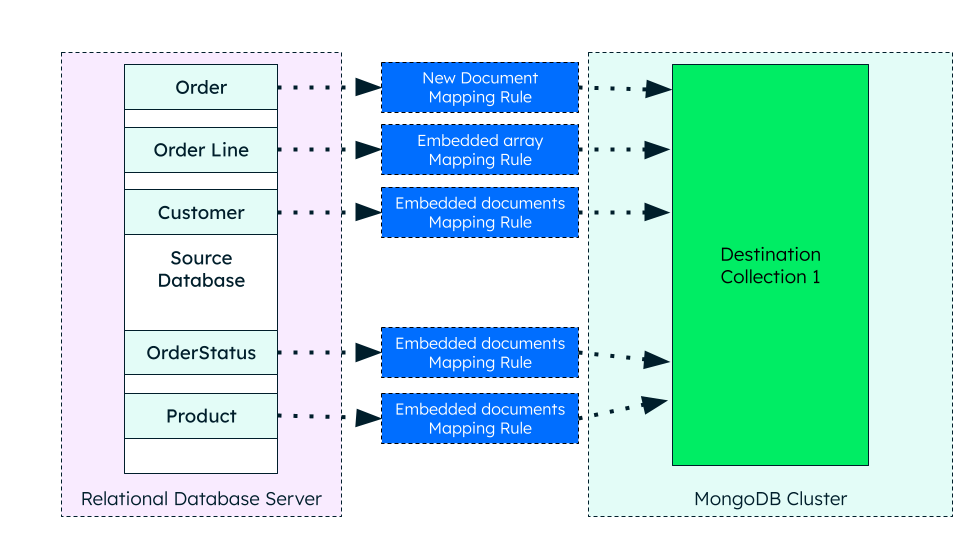 Order
New Document
Mapping Rule
Order Line
Embedded array
Mapping Rule
Customer
Embedded documents
Mapping Rule
Source
Database
Destination
Collection 1
OrderStatus
Embedded documents
Mapping Rule
Product
Embedded documents
Mapping Rule
Relational Database Server
MongoDB Cluster